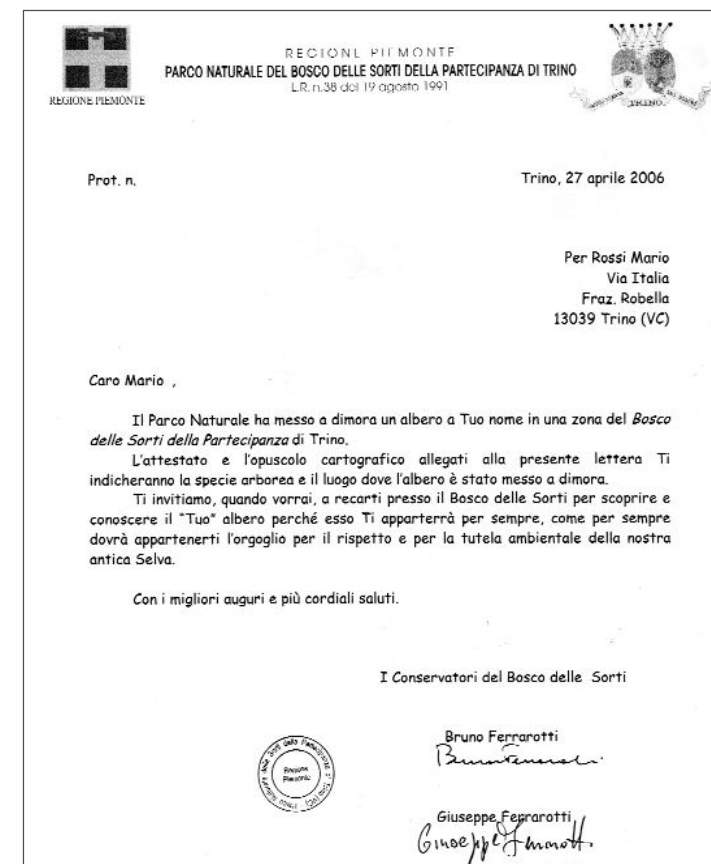 REGIONE PIEMONTE
PARCO NATURALE DEL BOSCO DELLE SORTI DELLA PARTECIPANZA DI TRINO
L.R. n.38 del 19 agosto 1991
REGIONE PIEMONTE
TRINO
Prot. n.
Trino, 27 aprile 2006
Per Rossi Mario
Via Italia
Fraz. Robella
13039 Trino (VC)
Caro Mario ,
Il Parco Naturale ha messo a dimora un albero a Tuo nome in una zona del Bosco
delle Sorti della Partecipanza di Trino.
L'attestato e l'opuscolo cartografico allegati alla presente lettera Ti
indicheranno la specie arborea e il luogo dove l'albero è stato messo a dimora.
Ti invitiamo, quando vorrai, a recarti presso il Bosco delle Sorti per scoprire e
conoscere il "Tuo" albero perché esso Ti apparterrà per sempre, come per sempre
dovrà appartenerti l'orgoglio per il rispetto e per la tutela ambientale della nostra
antica Selva.
Con i migliori auguri e più cordiali saluti.
I Conservatori del Bosco delle Sorti
Bruno Ferrarotti
Regione
Piemonte
Giuseppe Ferrarotti